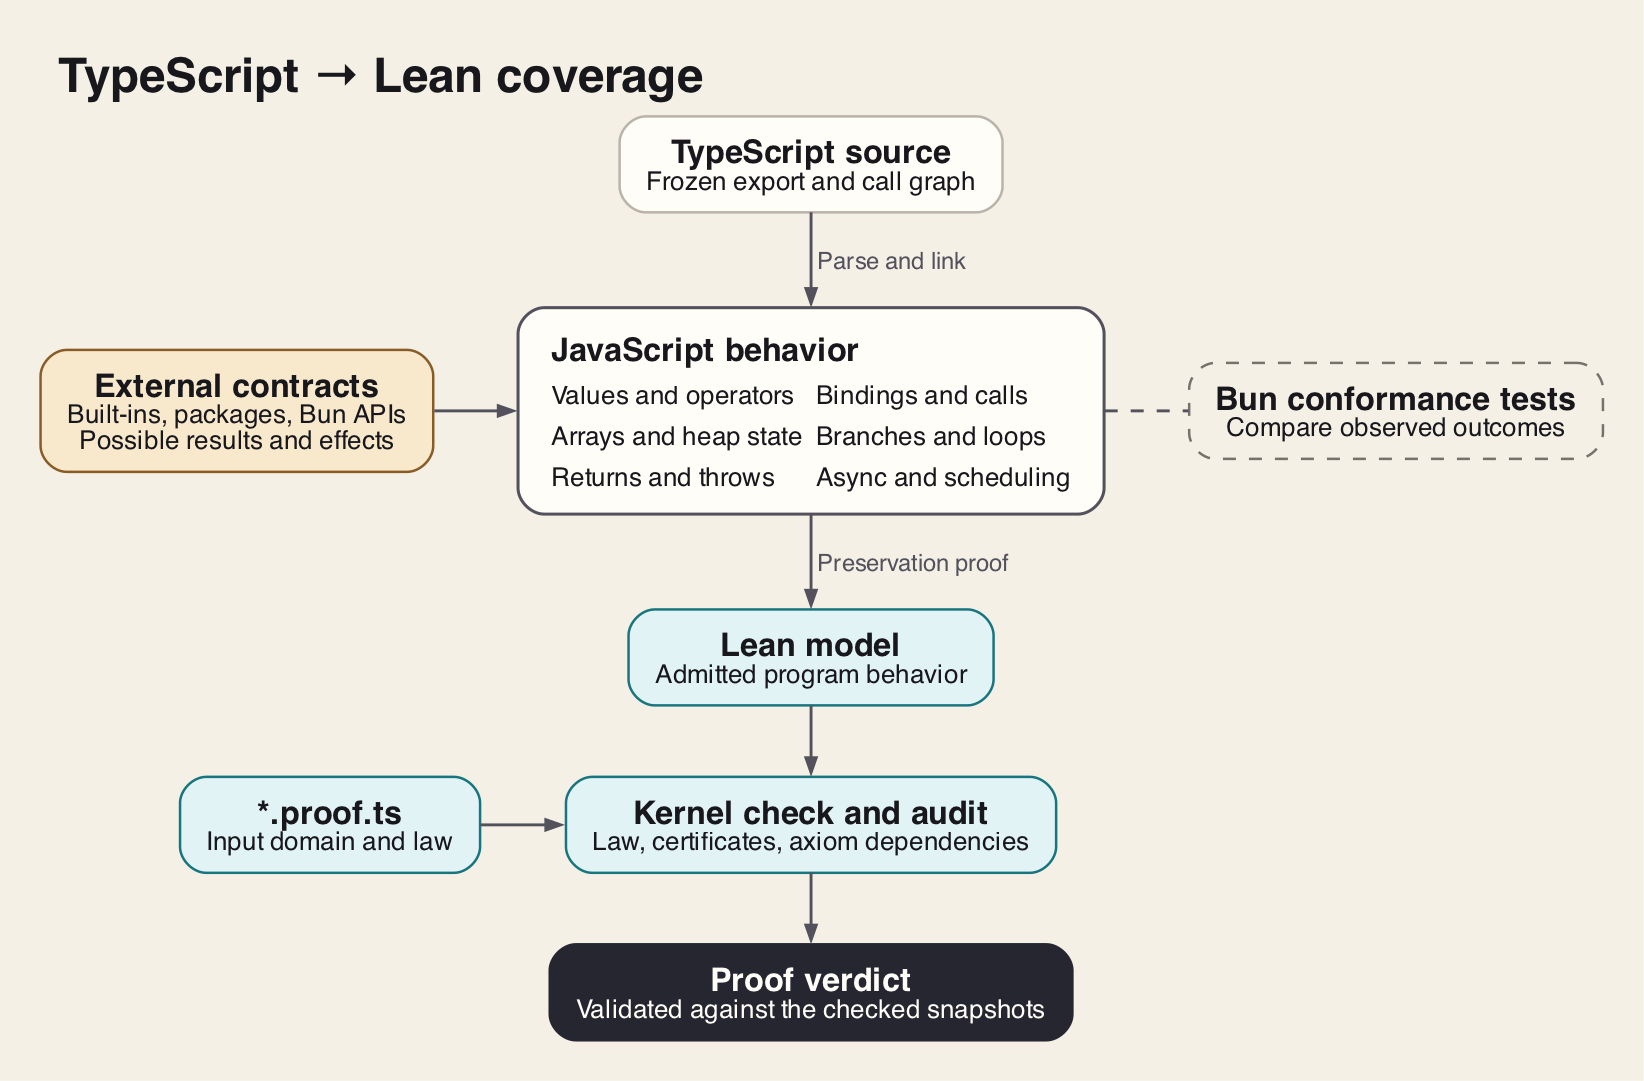 TypeScript → Lean coverage
TypeScript source
Frozen export and call graph
Parse and link
JavaScript behavior
Values and operators Bindings and calls
Arrays and heap state Branches and loops
Returns and throws Async and scheduling
External contracts
Built-ins, packages, Bun APIs
Possible results and effects
Bun conformance tests
Compare observed outcomes
Preservation proof
Lean model
Admitted program behavior
*.proof.ts
Input domain and law
Kernel check and audit
Law, certificates, axiom dependencies
Proof verdict
Validated against the checked snapshots